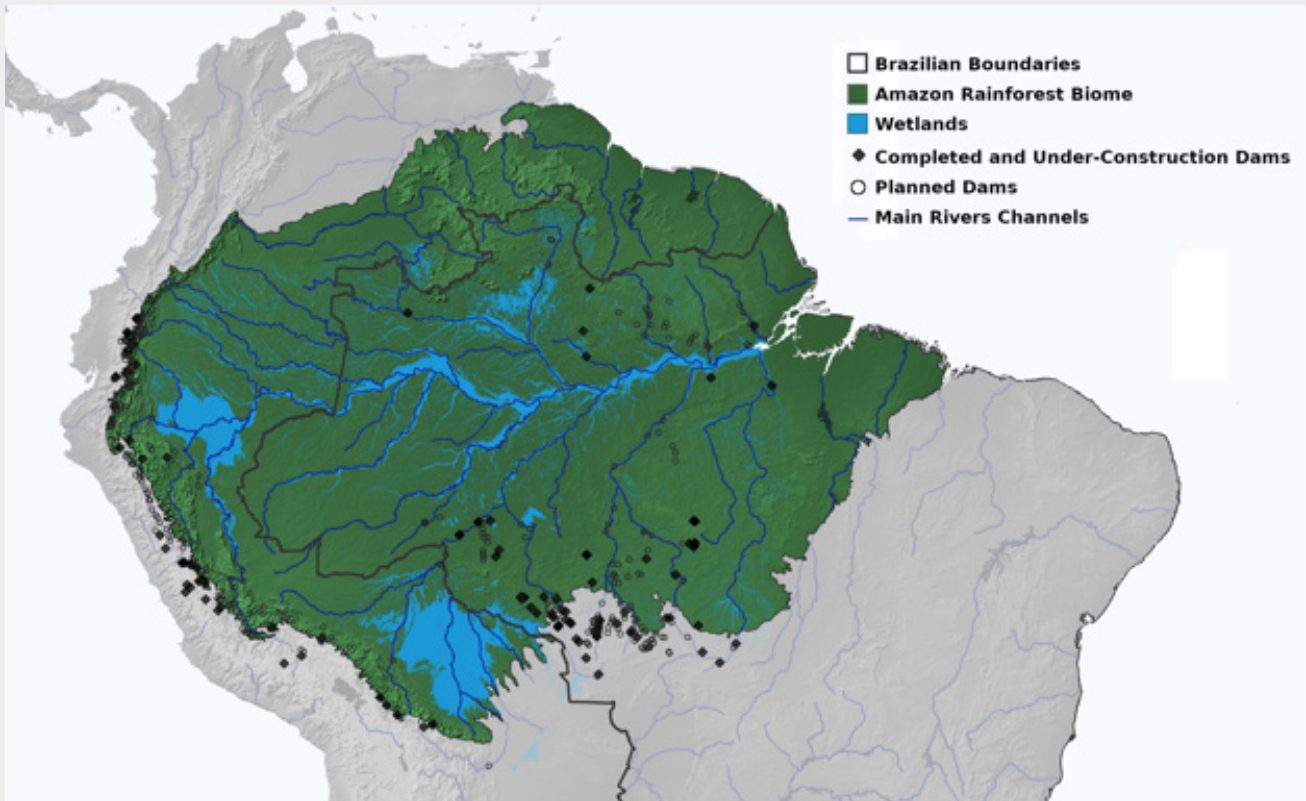 Brazilian Boundaries
Amazon Rainforest Biome
Wetlands
Completed and Under-Construction Dams
Planned Dams
Main Rivers Channels